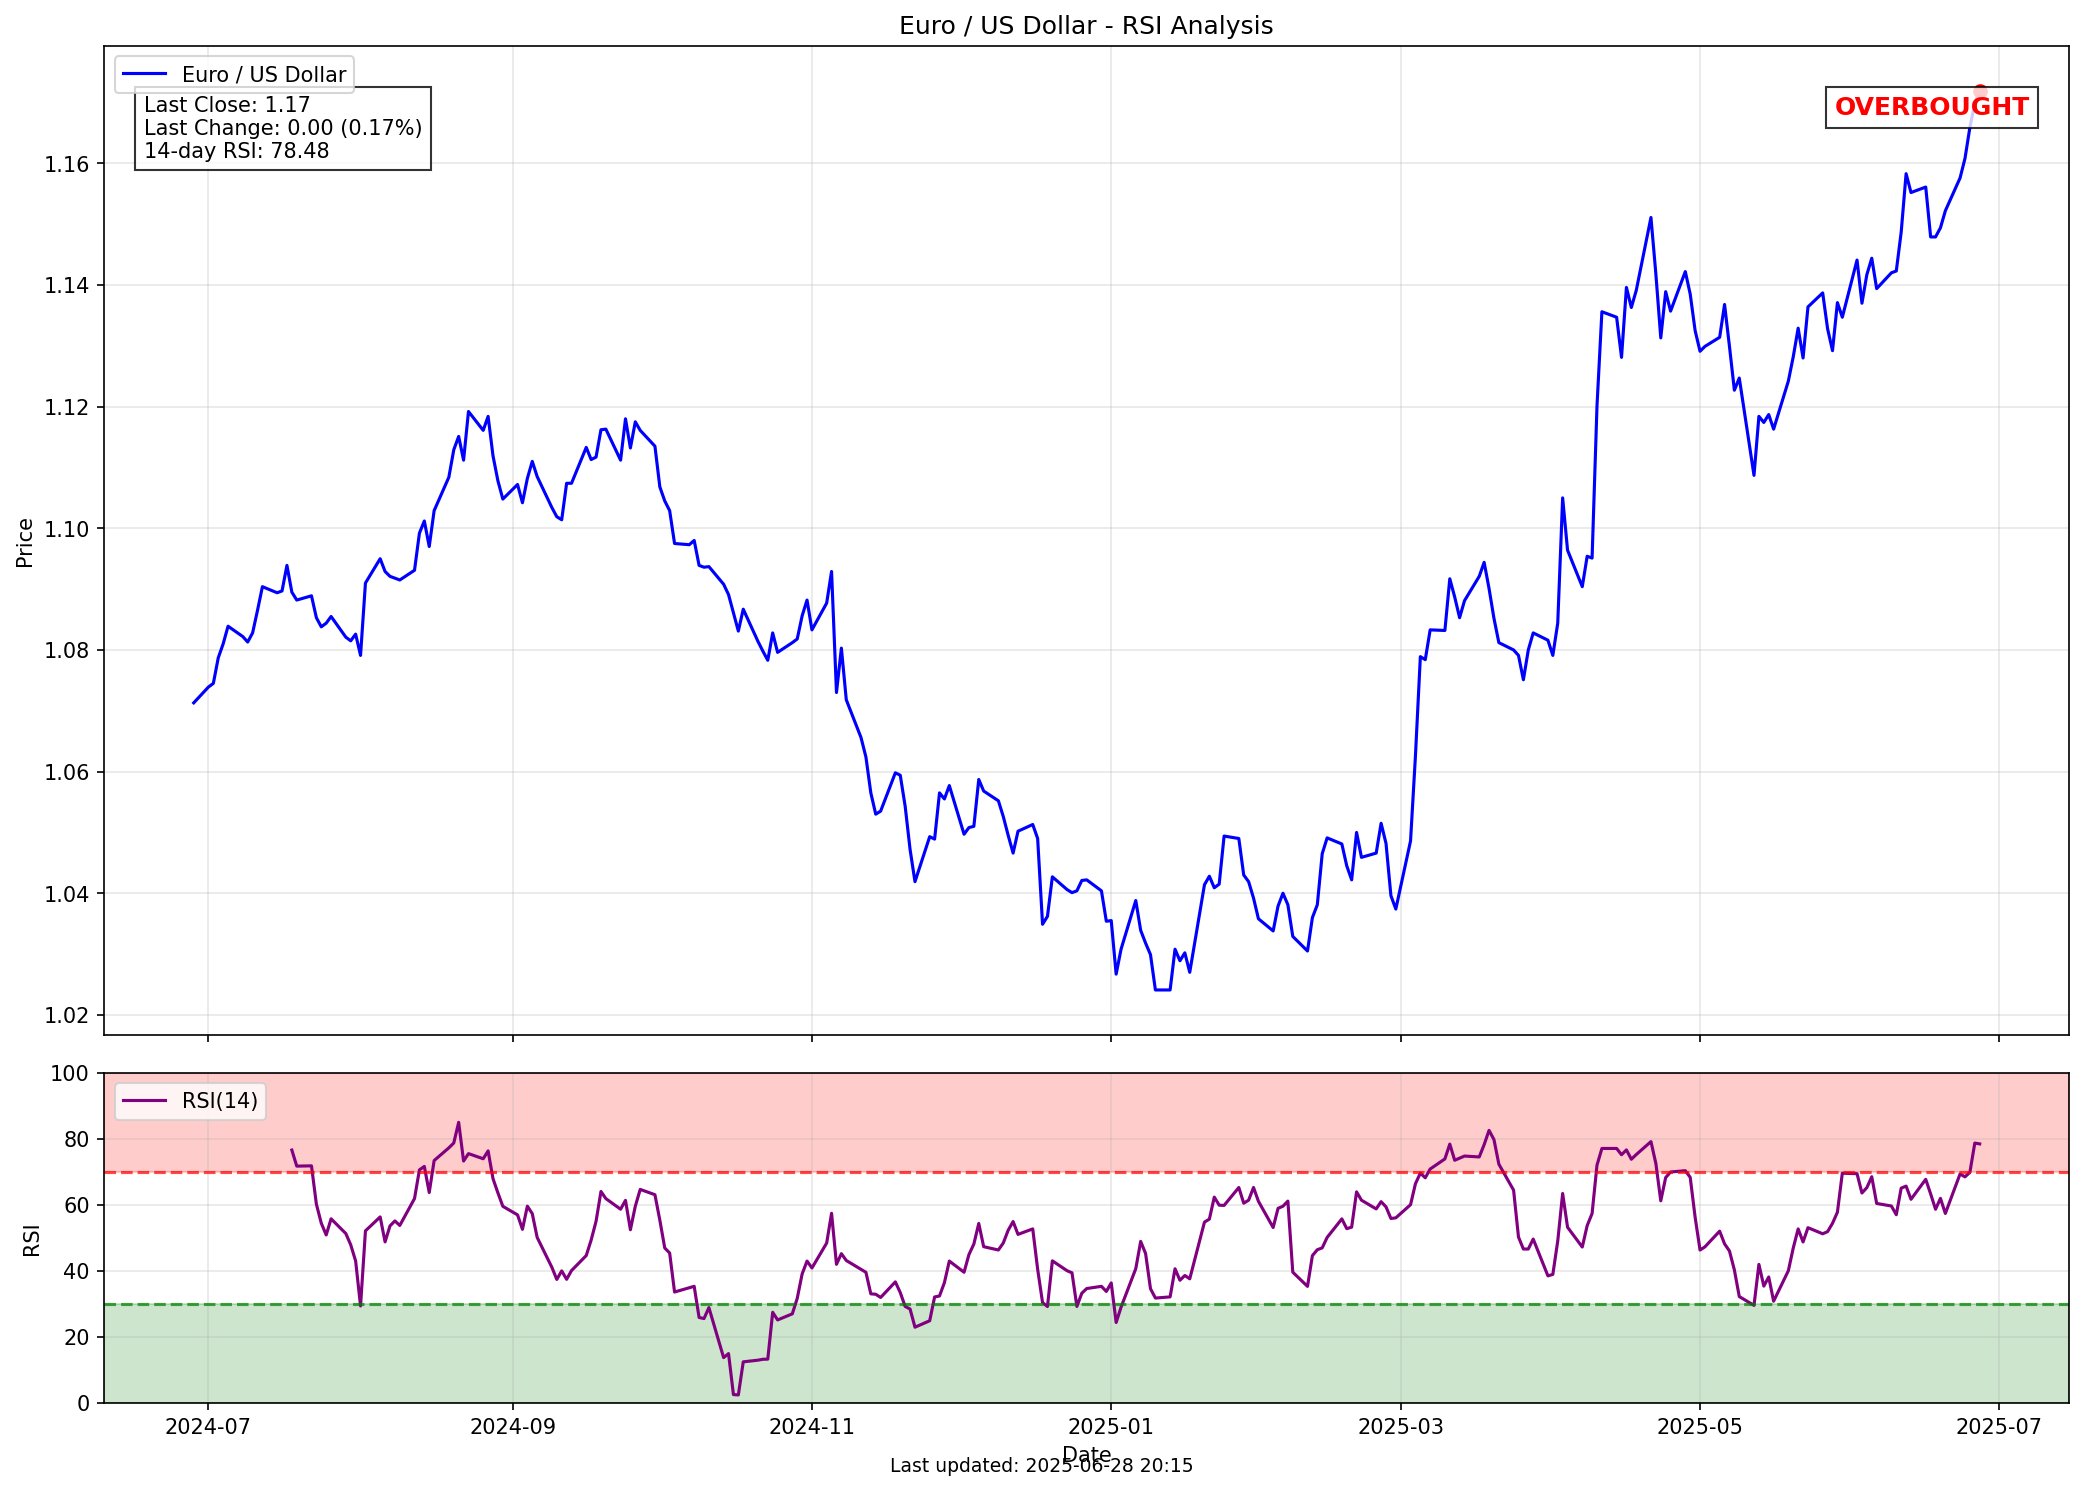 Euro / US Dollar - RSI Analysis
Euro / US Dollar
Last Close: 1.17
Last Change: 0.00 (0.17%)
14-day RSI: 78.48
OVERBOUGHT
Price
1.16
1.14
1.12
1.10
1.08
1.06
1.04
1.02
RSI(14)
RSI
100
80
60
40
20
0
2024-07 2024-09 2024-11 2025-01 2025-03 2025-05 2025-07
Date
Last updated: 2025-06-28 20:15